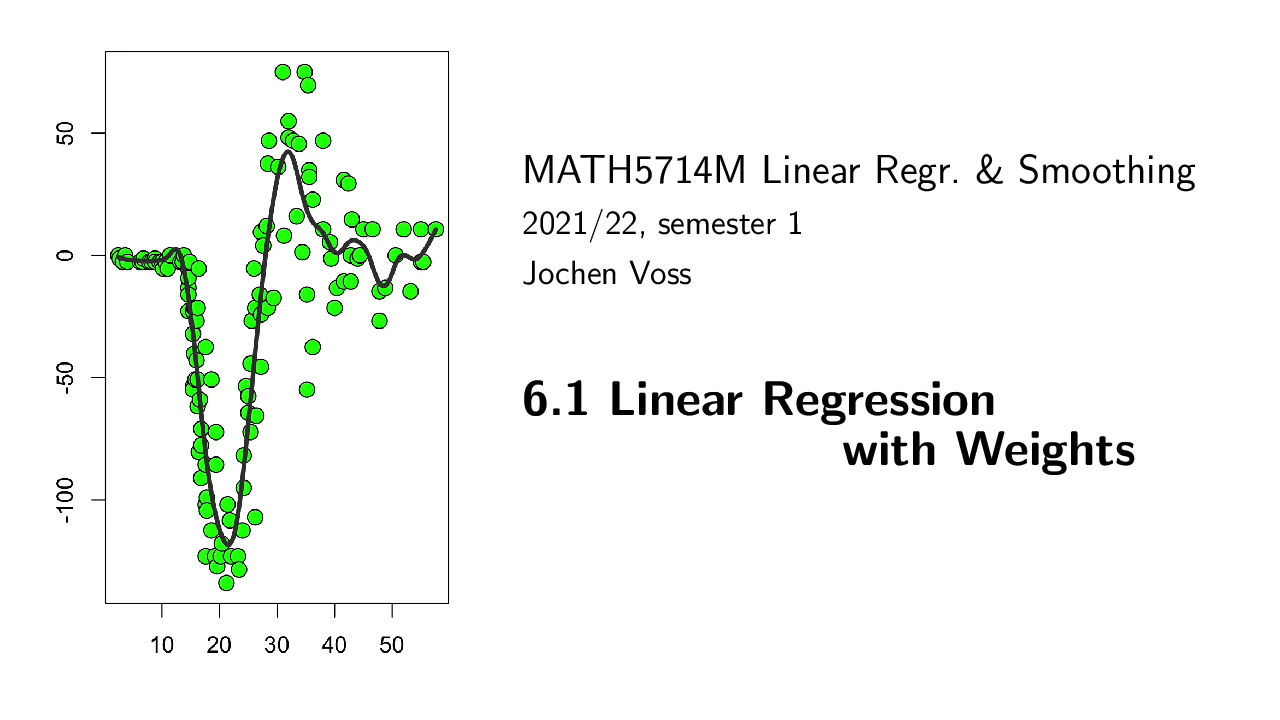 50
0
-50
-100
10 20 30 40 50
MATH5714M Linear Regr. & Smoothing
2021/22, semester 1
Jochen Voss
6.1 Linear Regression
with Weights